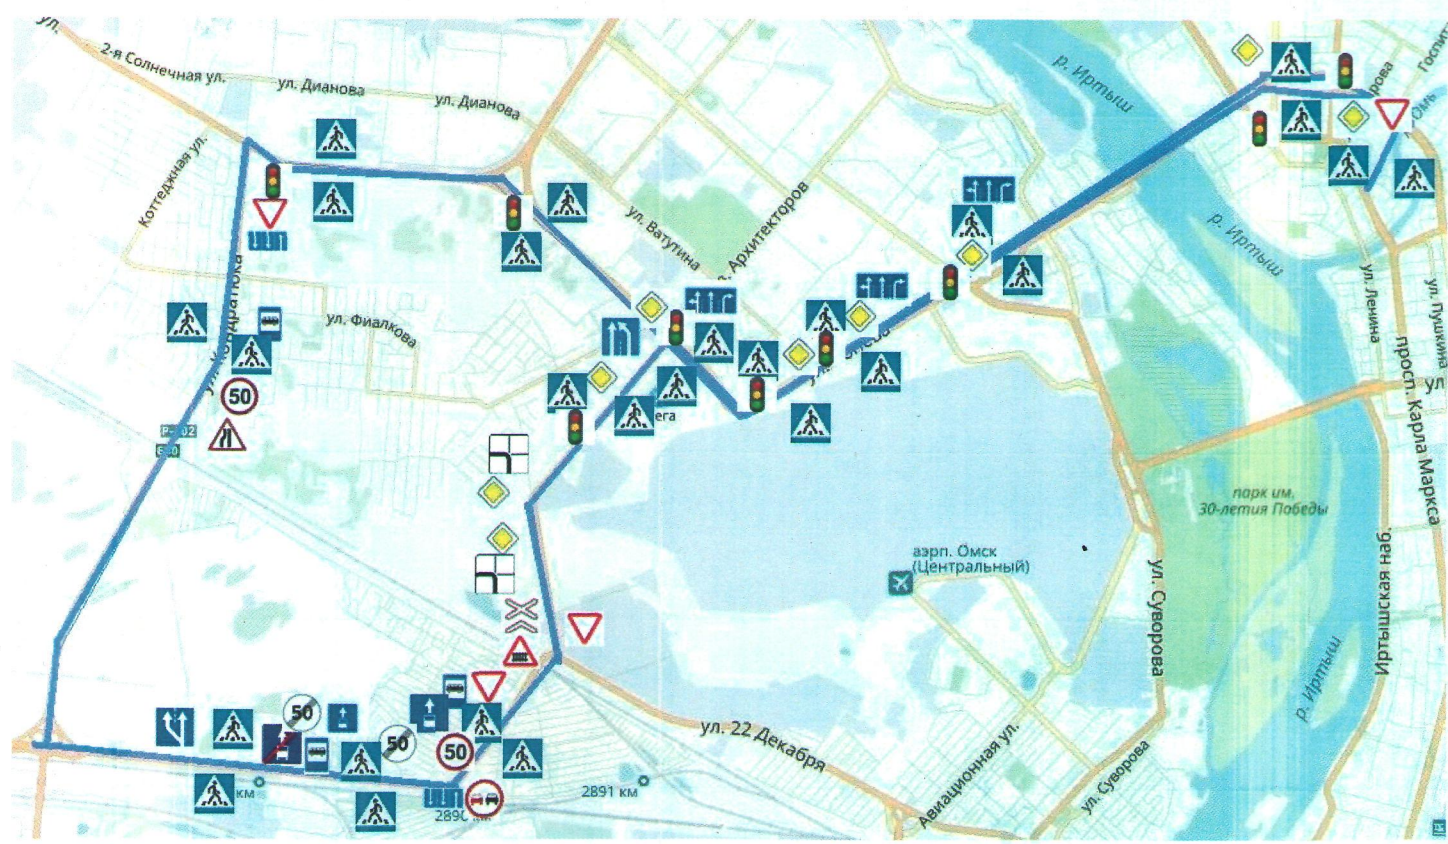 ул.
2-я Солнечная ул.
ул. Дианова
ул. Дианова
р. Иртыш
Коттеджная ул.
ул. Ватутина
Архитекторов
р. Иртыш
ул. Фиалкова
ул. Ленина
ул. Пушкина
ул
просп. Карла Маркса
50
парк им.
30-летия Победы
аэрп. Омск
(Центральный)
ул. Суворова
Иртышская наб.
р. Иртыш
50
50
50
ул. 22 Декабря
Авиационная ул.
ул. Суворова
км
2891 км